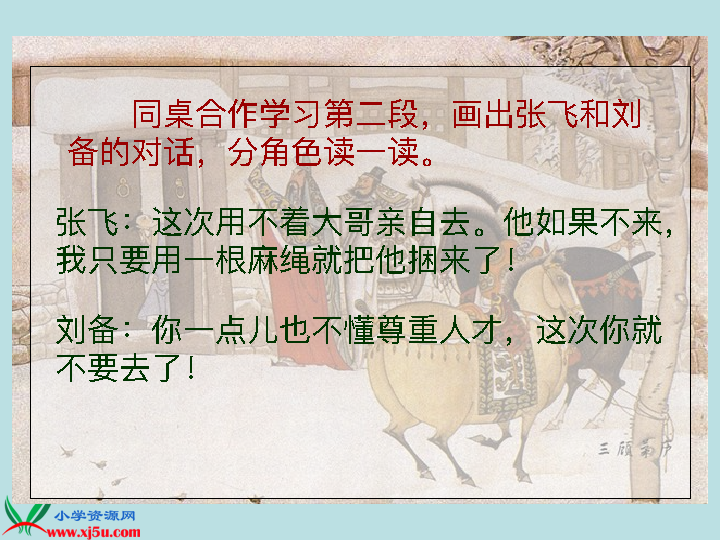 同桌合作学习第二段，画出张飞和刘
备的对话，分角色读一读。
张飞：这次用不着大哥亲自去。他如果不来，
我只要用一根麻绳就把他捆来了！
刘备：你一点儿也不懂尊重人才，这次你就
不要去了！
三顾茅庐
小学资源网
www.xj5u.com